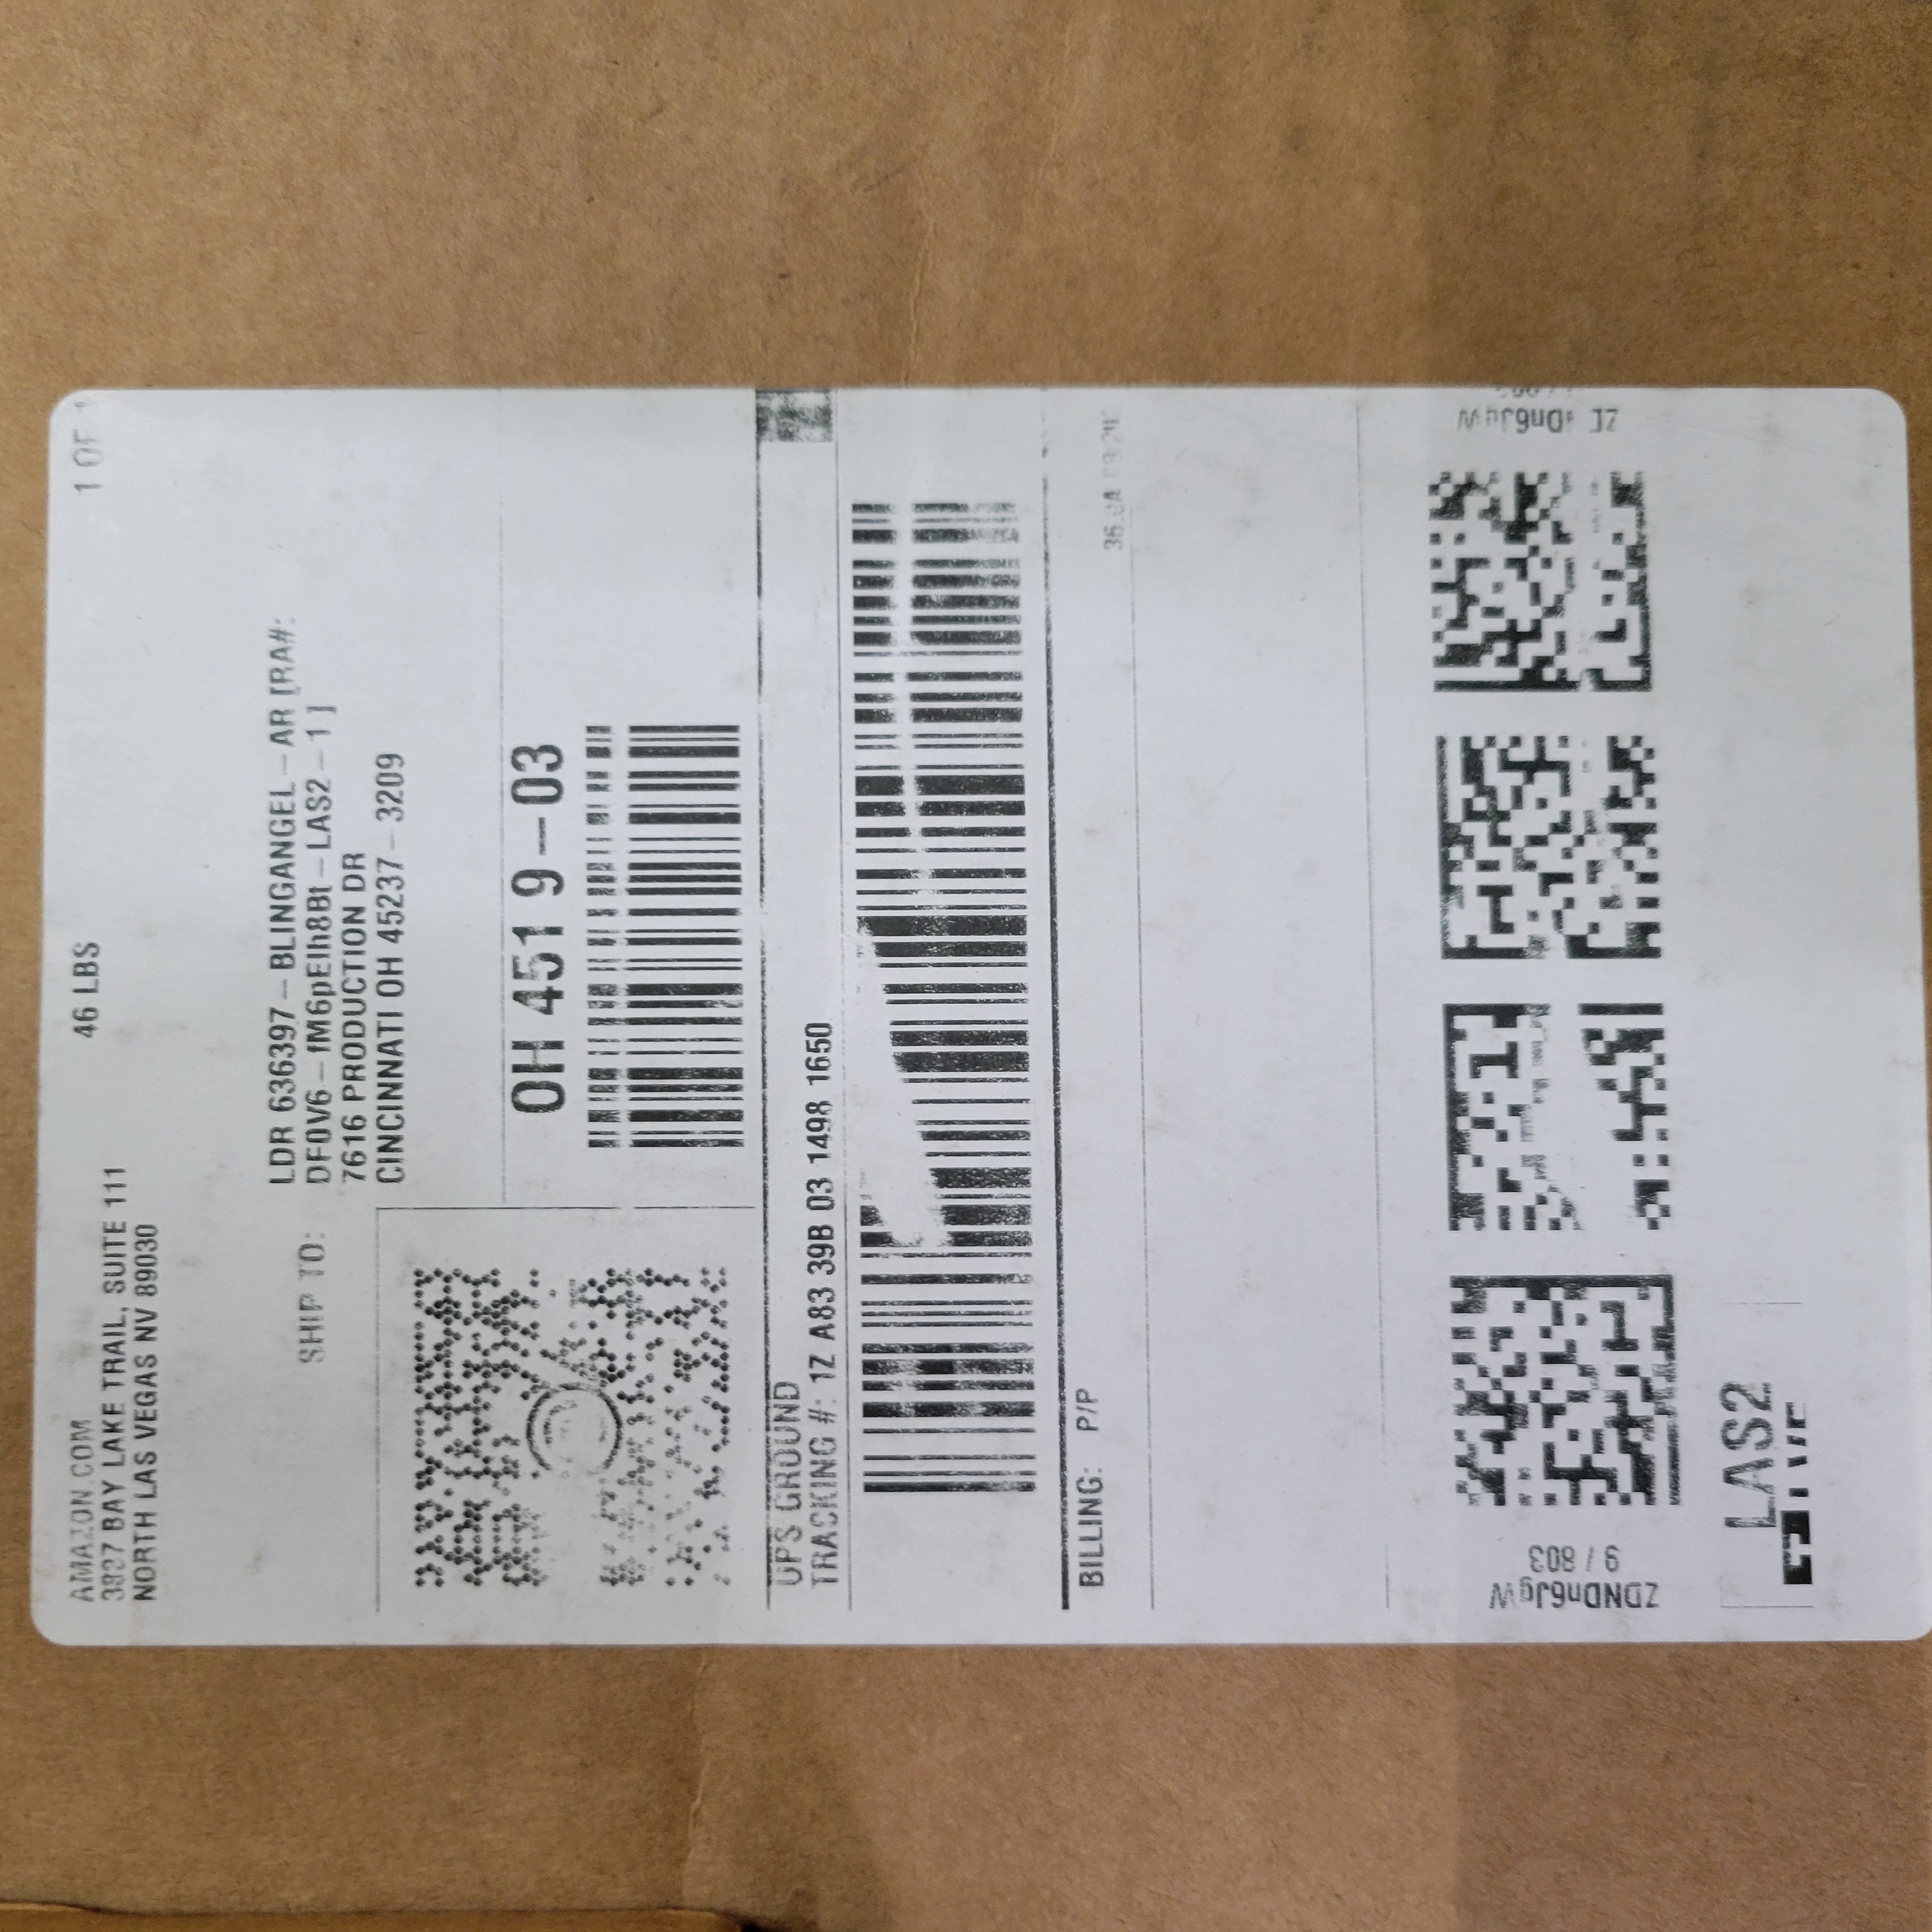 AMAZON.COM
3837 BAY LAKE TRAIL, SUITE 111
NORTH LAS VEGAS NV 89030
46 LBS
1 OF
SHIP TO:
LDR 636397 - BLINGANGEL - AR [RA#:
DF0V6 - fM6pEIh8Bt - LAS2 - 1 ]
7616 PRODUCTION DR
CINCINNATI OH 45237-3209
OH 451 9-03
UPS GROUND
TRACKING #: 1Z A83 39B 03 1498 1650
BILLING: P/P
ZDNDn6JgW
9 / 803
LAS2